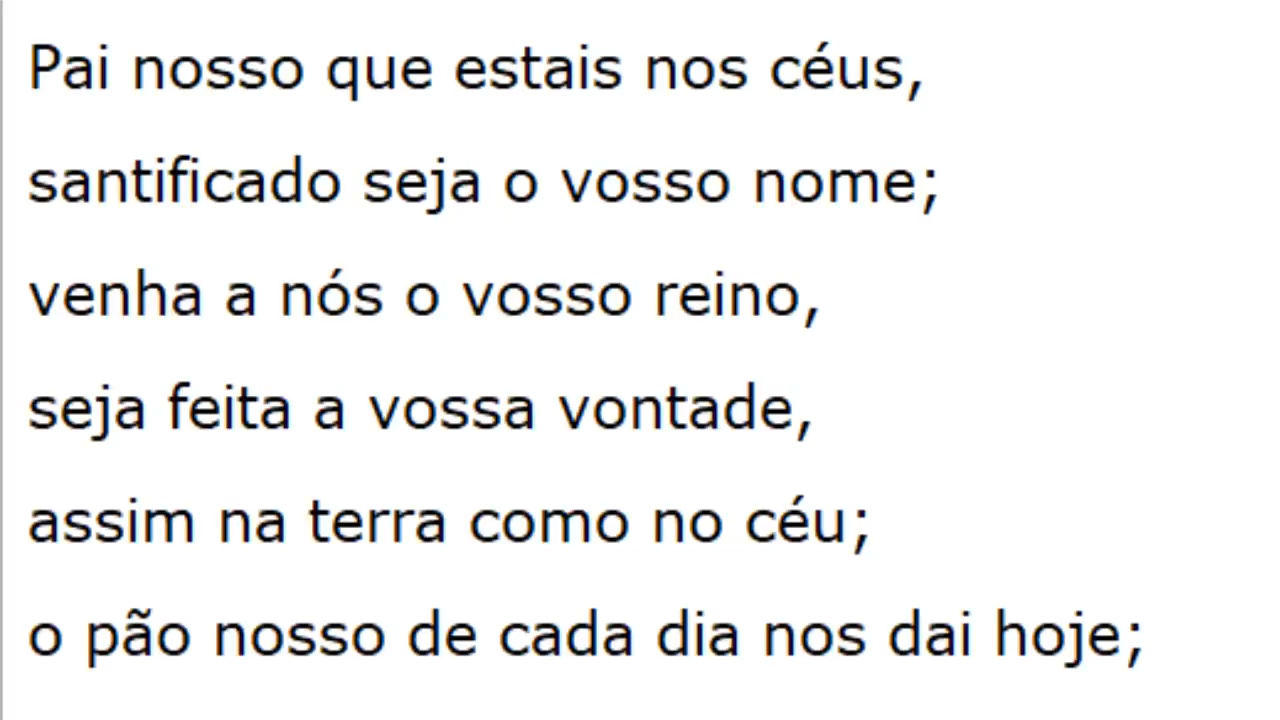 Pai nosso que estais nos céus,
santificado seja o vosso nome;
venha a nós o vosso reino,
seja feita a vossa vontade,
assim na terra como no céu;
o pão nosso de cada dia nos dai hoje;